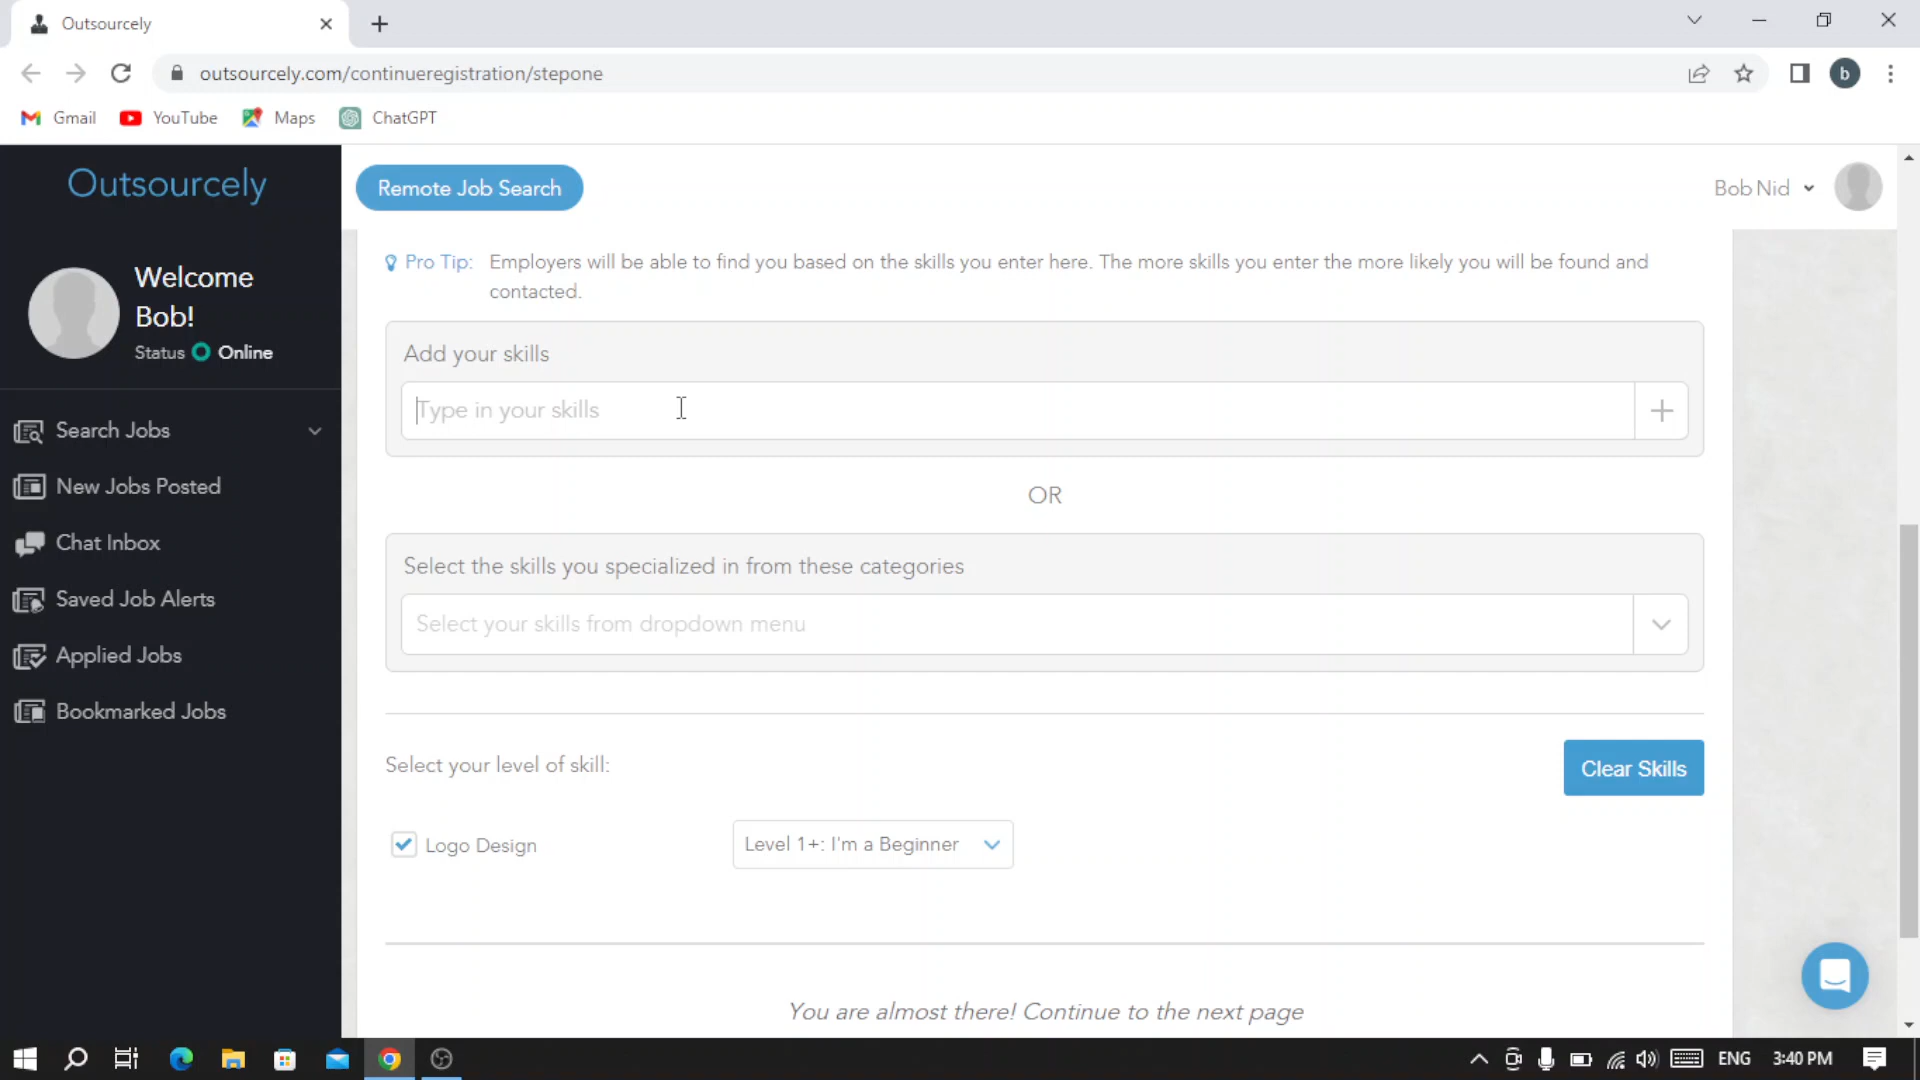 Outsourcely
outsourcely.com/continueregistration/stepone
b
Gmail
YouTube
Maps
ChatGPT
Outsourcely
Remote Job Search
Bob Nid
Welcome
Bob!
Status Online
Search Jobs
New Jobs Posted
Chat Inbox
Saved Job Alerts
Applied Jobs
Bookmarked Jobs
Pro Tip: Employers will be able to find you based on the skills you enter here. The more skills you enter the more likely you will be found and
contacted.
Add your skills
Type in your skills
OR
Select the skills you specialized in from these categories
Select your skills from dropdown menu
Select your level of skill:
Clear Skills
Logo Design
Level 1+: I'm a Beginner
You are almost there! Continue to the next page
ENG
3:40 PM